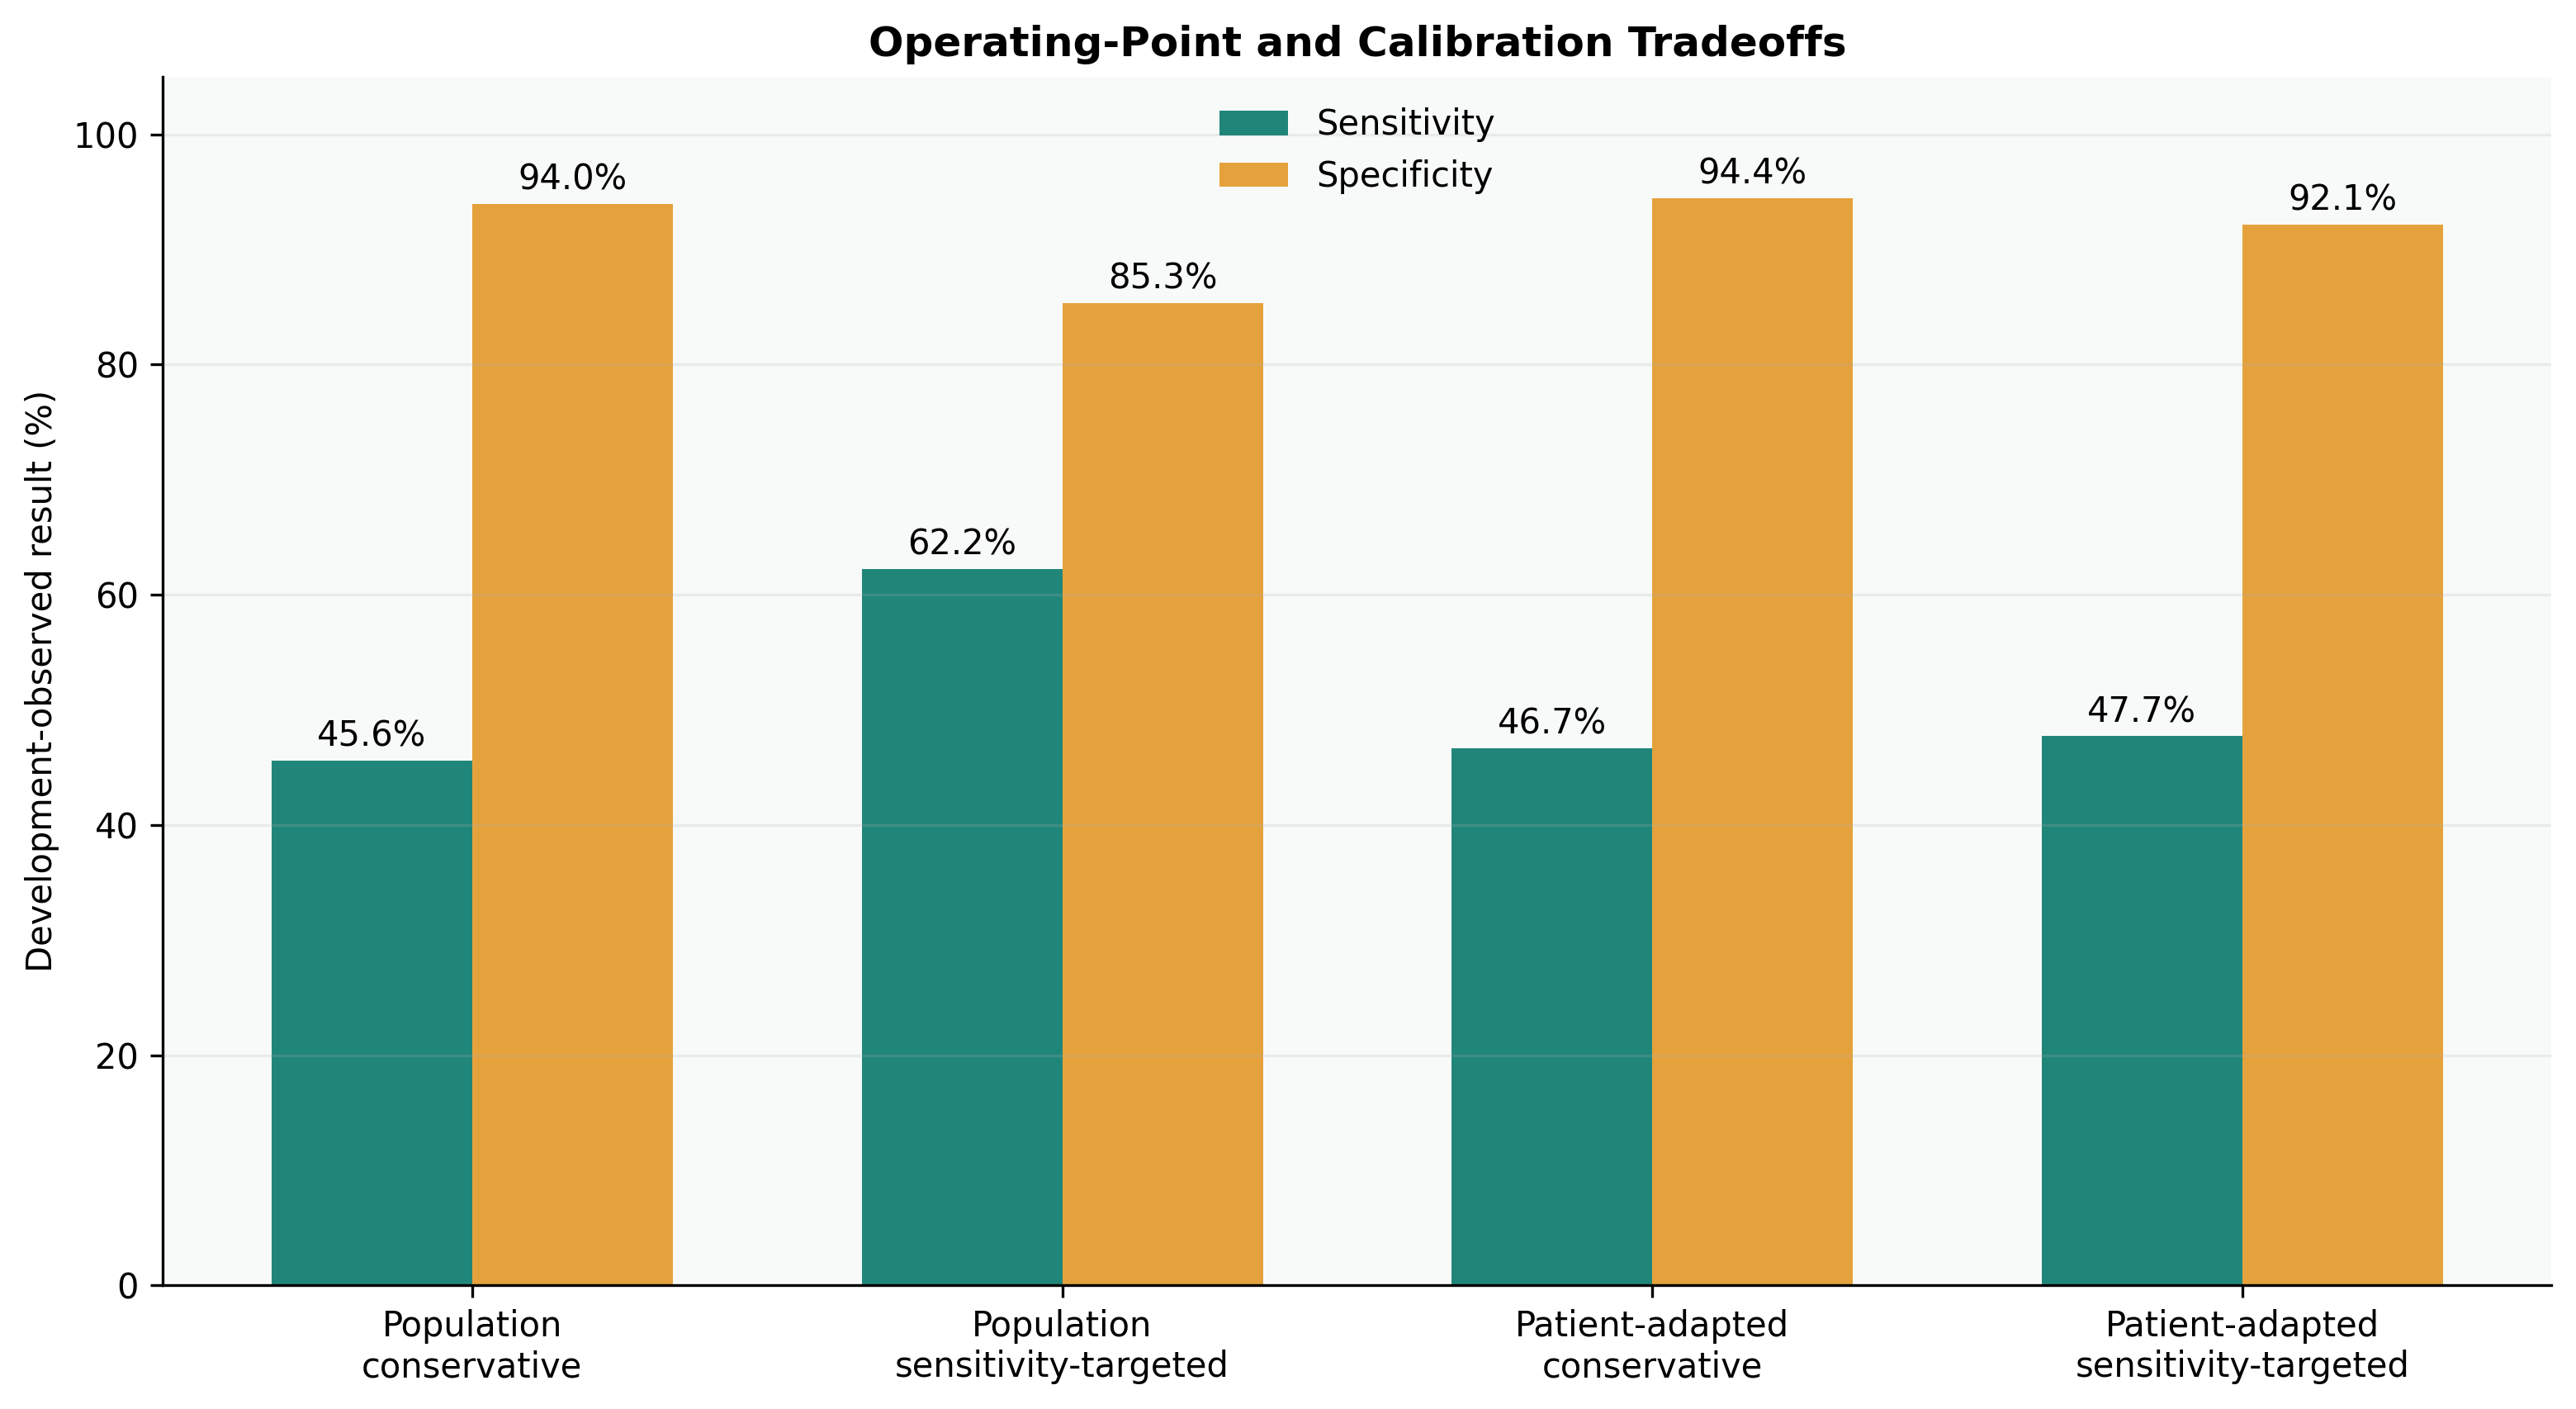 Operating-Point and Calibration Tradeoffs
Sensitivity
Specificity
Development-observed result (%)
100
80
60
40
20
0
45.6%
94.0%
62.2%
85.3%
46.7%
94.4%
47.7%
92.1%
Population
conservative
Population
sensitivity-targeted
Patient-adapted
conservative
Patient-adapted
sensitivity-targeted